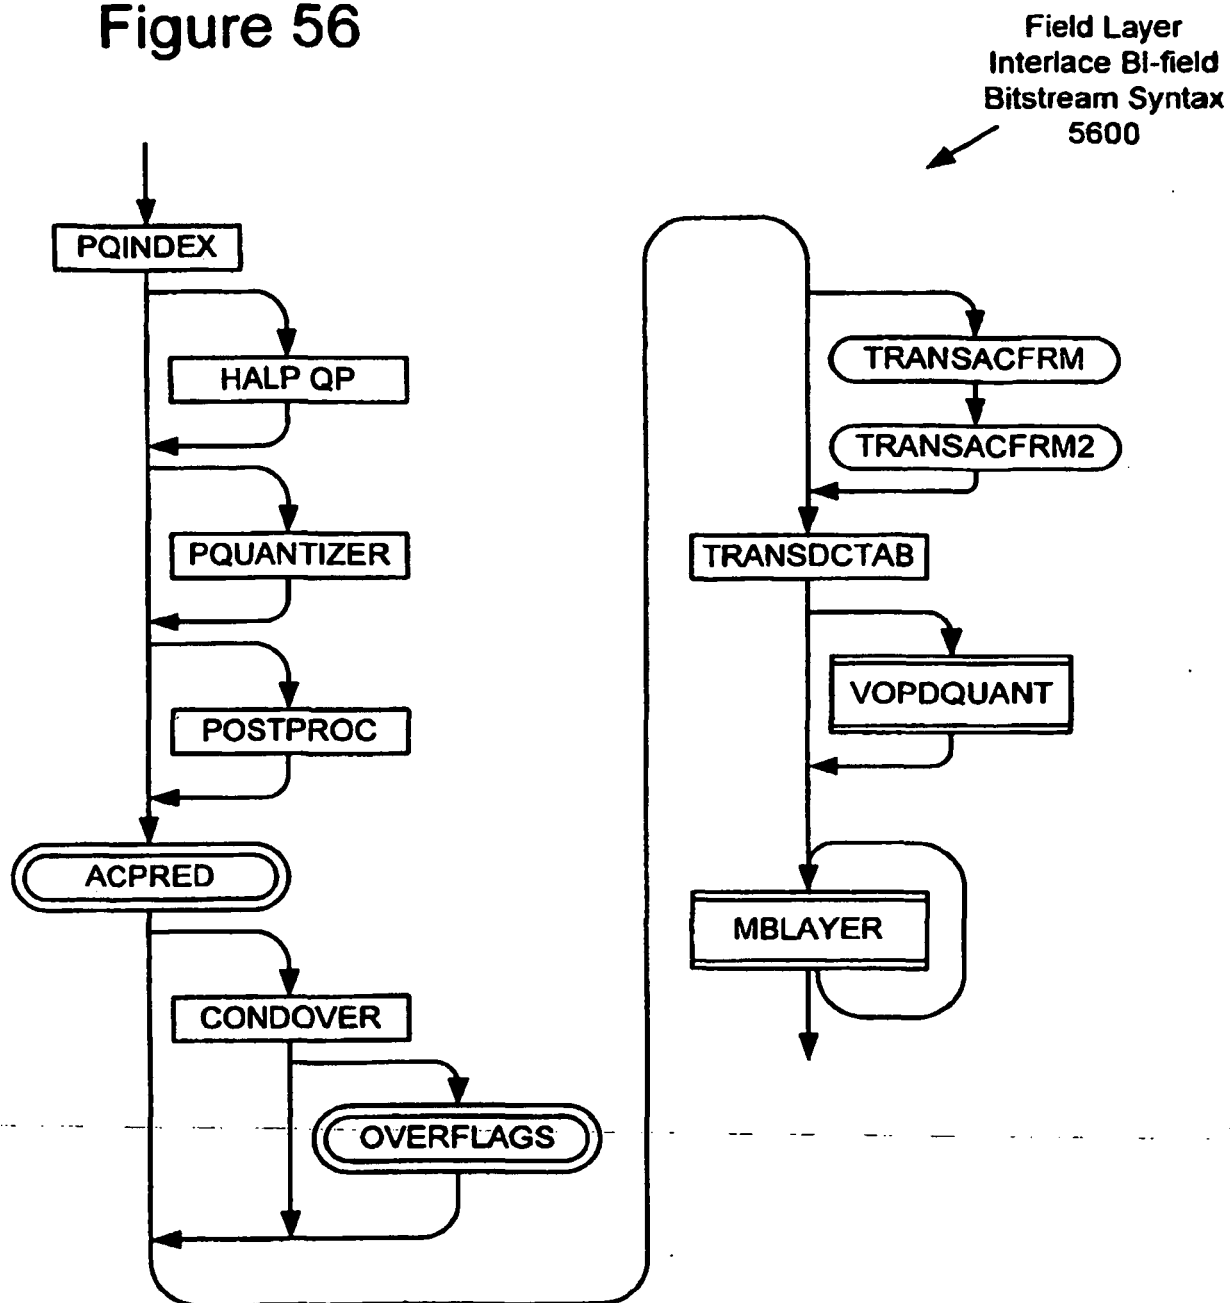 Figure 56
Field Layer
Interlace BI-field
Bitstream Syntax
5600
PQINDEX
HALP QP
PQUANTIZER
POSTPROC
ACPRED
CONDOVER
OVERFLAGS
TRANSACFRM
TRANSACFRM2
TRANSDCTAB
VOPDQUANT
MBLAYER